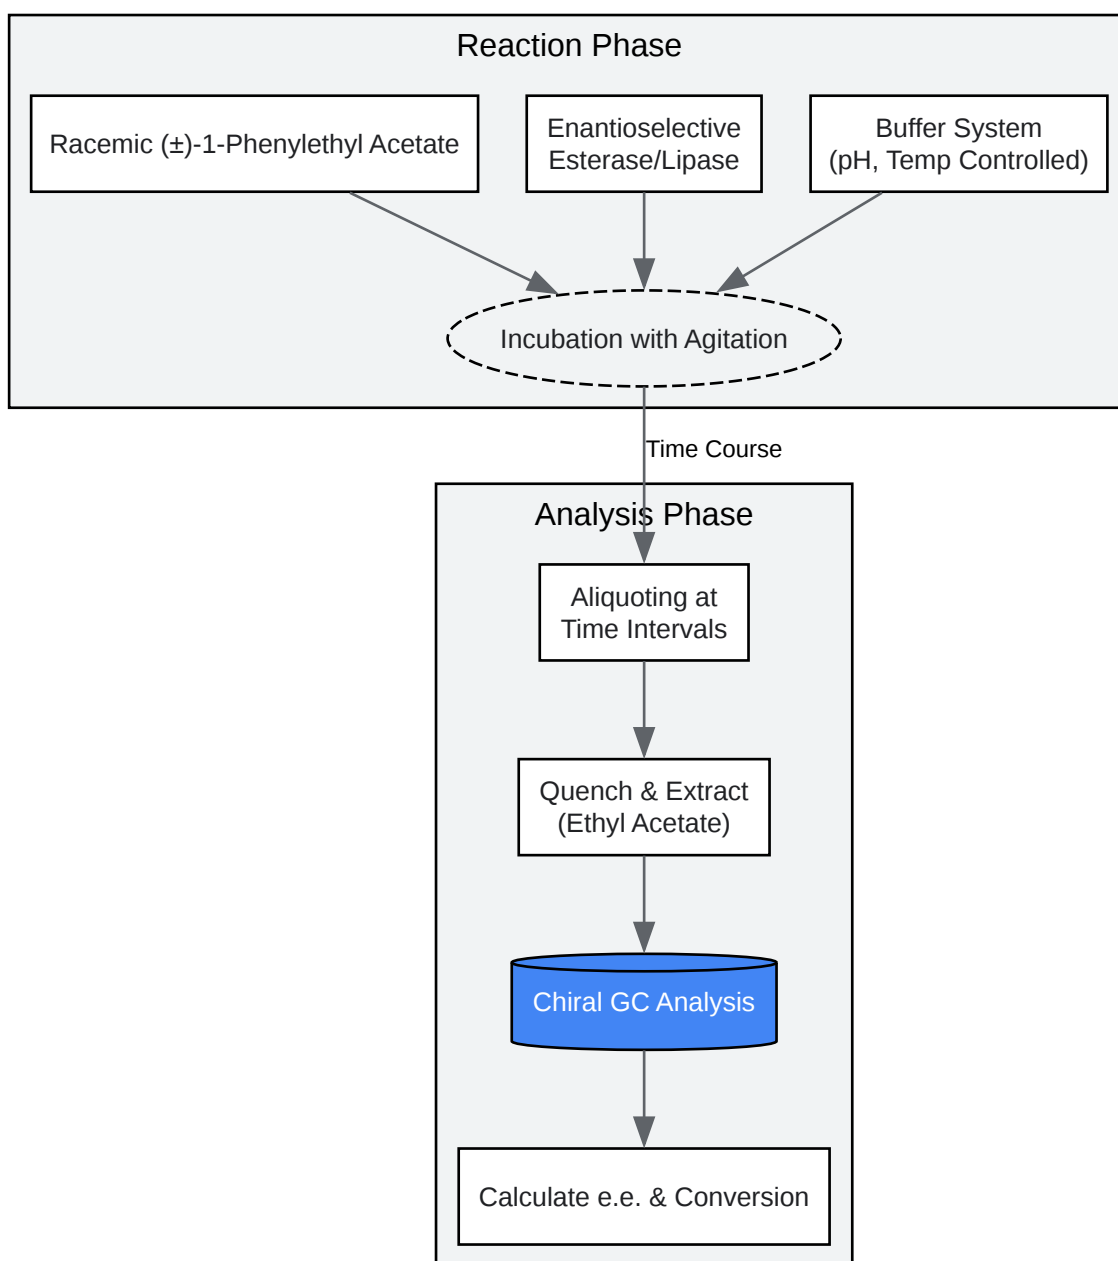 Reaction Phase
Racemic (±)-1-Phenylethyl Acetate
Enantioselective
Esterase/Lipase
Buffer System
(pH, Temp Controlled)
Incubation with Agitation
Time Course
Analysis Phase
Aliquoting at
Time Intervals
Quench & Extract
(Ethyl Acetate)
Chiral GC Analysis
Calculate e.e. & Conversion